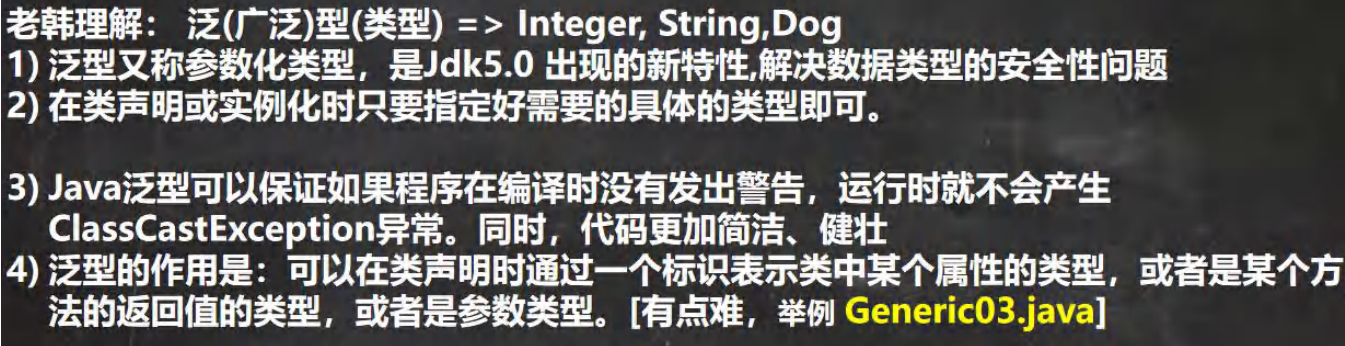 老韩理解： 泛(广泛)型(类型) => Integer, String,Dog
1) 泛型又称参数化类型，是Jdk5.0 出现的新特性,解决数据类型的安全性问题
2) 在类声明或实例化时只要指定好需要的具体的类型即可。
3) Java泛型可以保证如果程序在编译时没有发出警告，运行时就不会产生
ClassCastException异常。同时，代码更加简洁、健壮
4) 泛型的作用是：可以在类声明时通过一个标识表示类中某个属性的类型，或者是某个方
法的返回值的类型，或者是参数类型。[有点难，举例 Generic03.java]